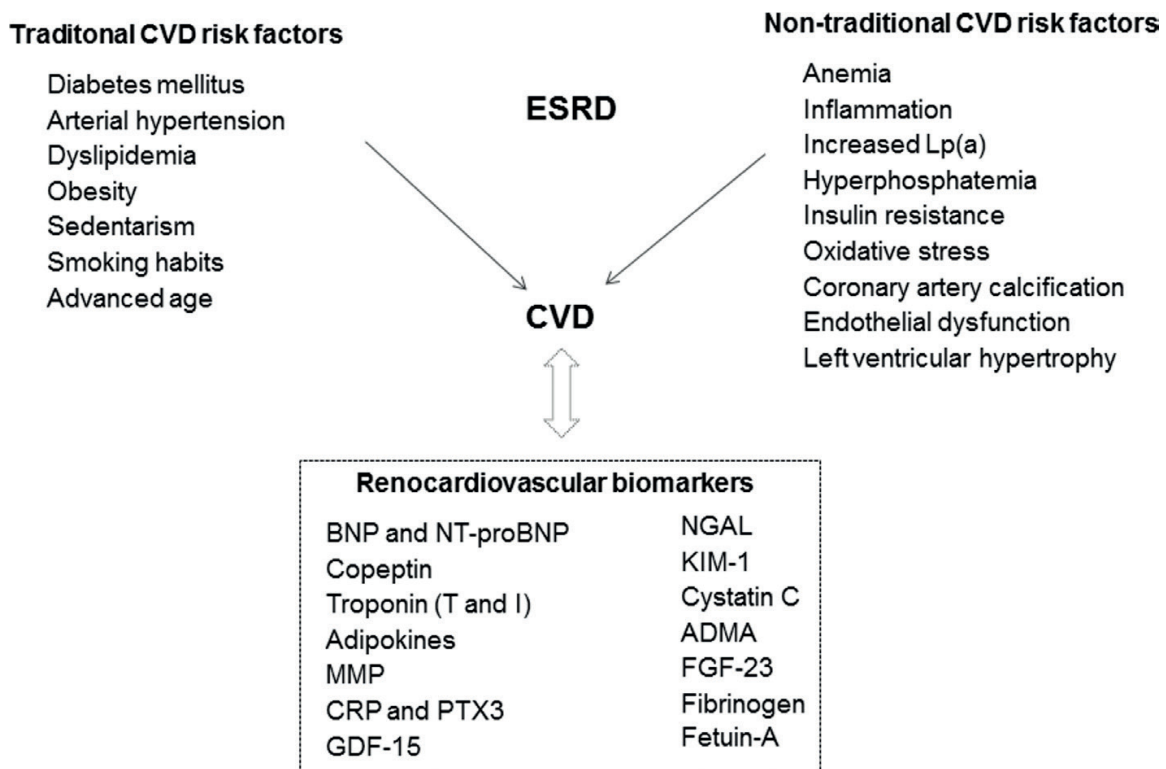 Traditonal CVD risk factors
Diabetes mellitus
Arterial hypertension
Dyslipidemia
Obesity
Sedentarism
Smoking habits
Advanced age
ESRD
Non-traditional CVD risk factors
Anemia
Inflammation
Increased Lp(a)
Hyperphosphatemia
Insulin resistance
Oxidative stress
Coronary artery calcification
Endothelial dysfunction
Left ventricular hypertrophy
CVD
Renocardiovascular biomarkers
BNP and NT-proBNP
Copeptin
Troponin (T and I)
Adipokines
MMP
CRP and PTX3
GDF-15
NGAL
KIM-1
Cystatin C
ADMA
FGF-23
Fibrinogen
Fetuin-A